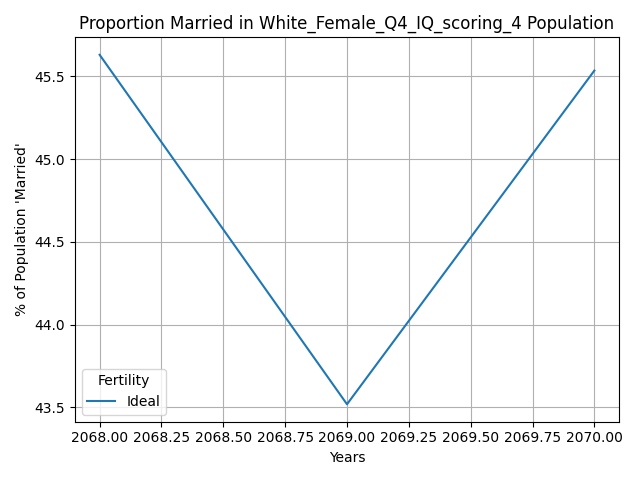 Proportion Married in White_Female_Q4_IQ_scoring_4 Population
% of Population 'Married'
45.5
45.0
44.5
44.0
43.5
Fertility
Ideal
2068.00 2068.25 2068.50 2068.75 2069.00 2069.25 2069.50 2069.75 2070.00
Years